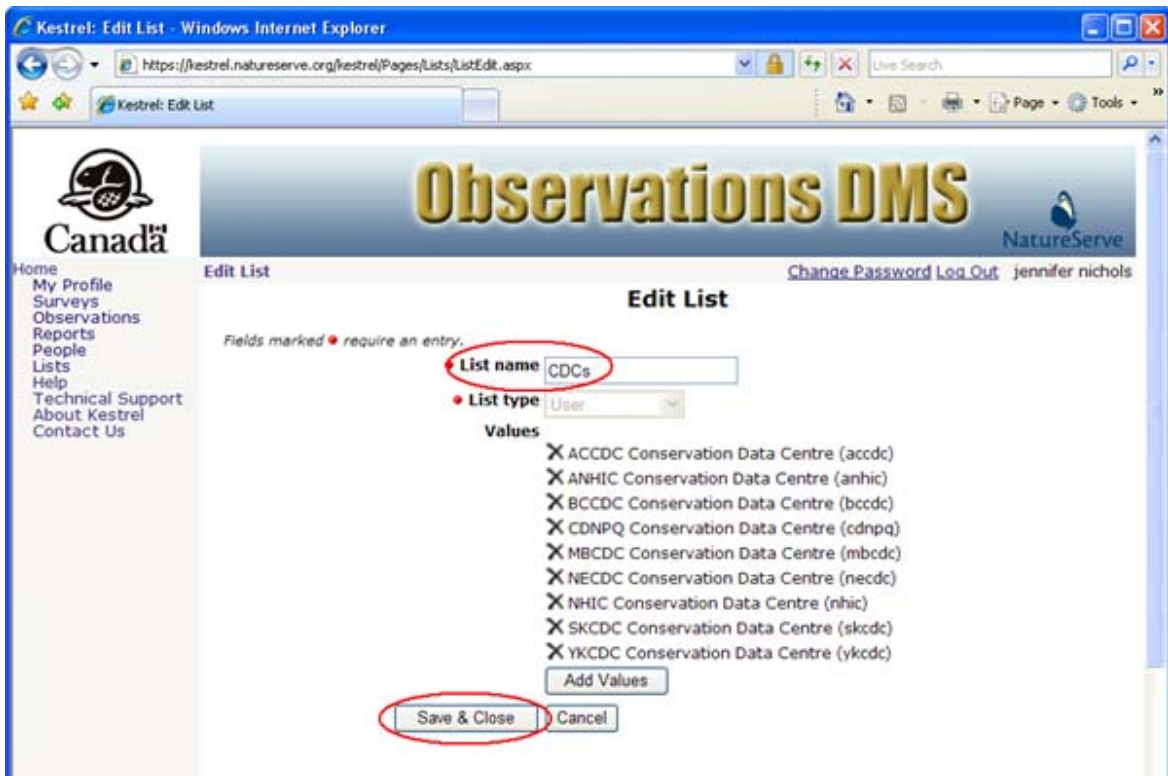 Kestrel: Edit List - Windows Internet Explorer
https://kestrel.natureserve.org/kestrel/Pages/Lists/ListEdit.aspx
Live Search
Kestrel: Edit List
Page
Tools
Canada
Observations DMS
NatureServe
Home
My Profile
Surveys
Observations
Reports
People
Lists
Help
Technical Support
About Kestrel
Contact Us
Edit List
Change Password Log Out jennifer nichols
Edit List
Fields marked require an entry.
List name CDCs
List type User
Values
ACCDC Conservation Data Centre (accdc)
ANHIC Conservation Data Centre (anhic)
BCCDC Conservation Data Centre (bccdc)
CDNPQ Conservation Data Centre (cdnpq)
MBCDC Conservation Data Centre (mbcdc)
NECDC Conservation Data Centre (necdc)
NHIC Conservation Data Centre (nhic)
SKCDC Conservation Data Centre (skcdc)
YKCDC Conservation Data Centre (ykcdc)
Add Values
Save & Close Cancel